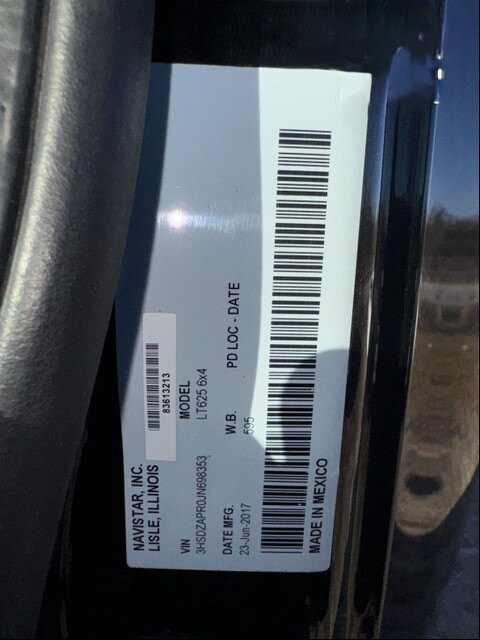 NAVISTAR, INC.
LISLE, ILLINOIS
83613213
VIN
MODEL
3HSDZAPR0JN698353
LT625 6x4
DATE MFG.
W.B.
PD LOC - DATE
23-Jun-2017
595
MADE IN MEXICO